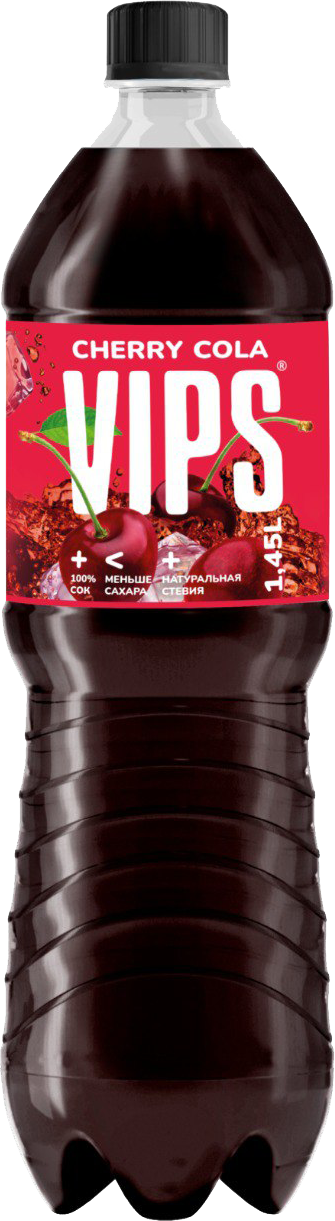 CHERRY COLA
VIPS®
+ < +
100% МЕНЬШЕ НАТУРАЛЬНАЯ
СОК САХАРА СТЕВИЯ
1,45L